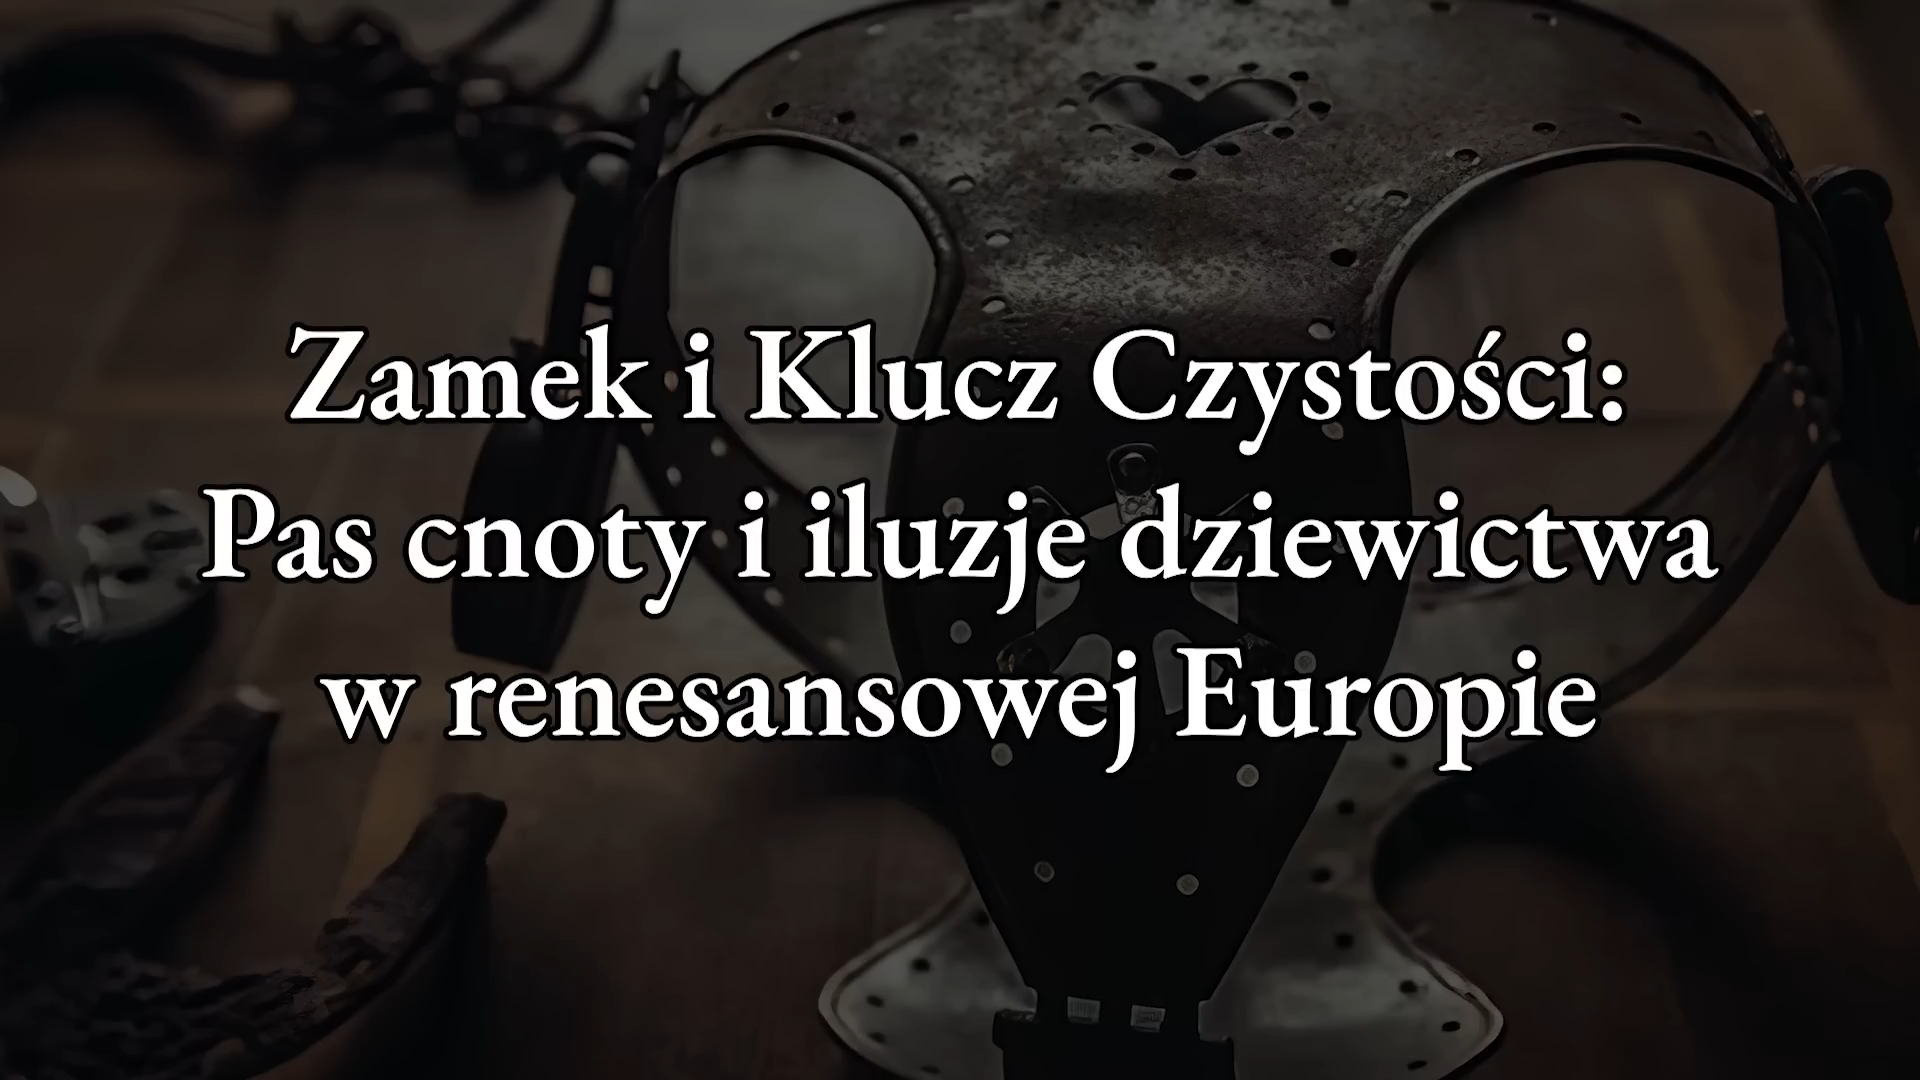 Zamek i Klucz Czystości:
Pas cnoty i iluzje dziewictwa
w renesansowej Europie